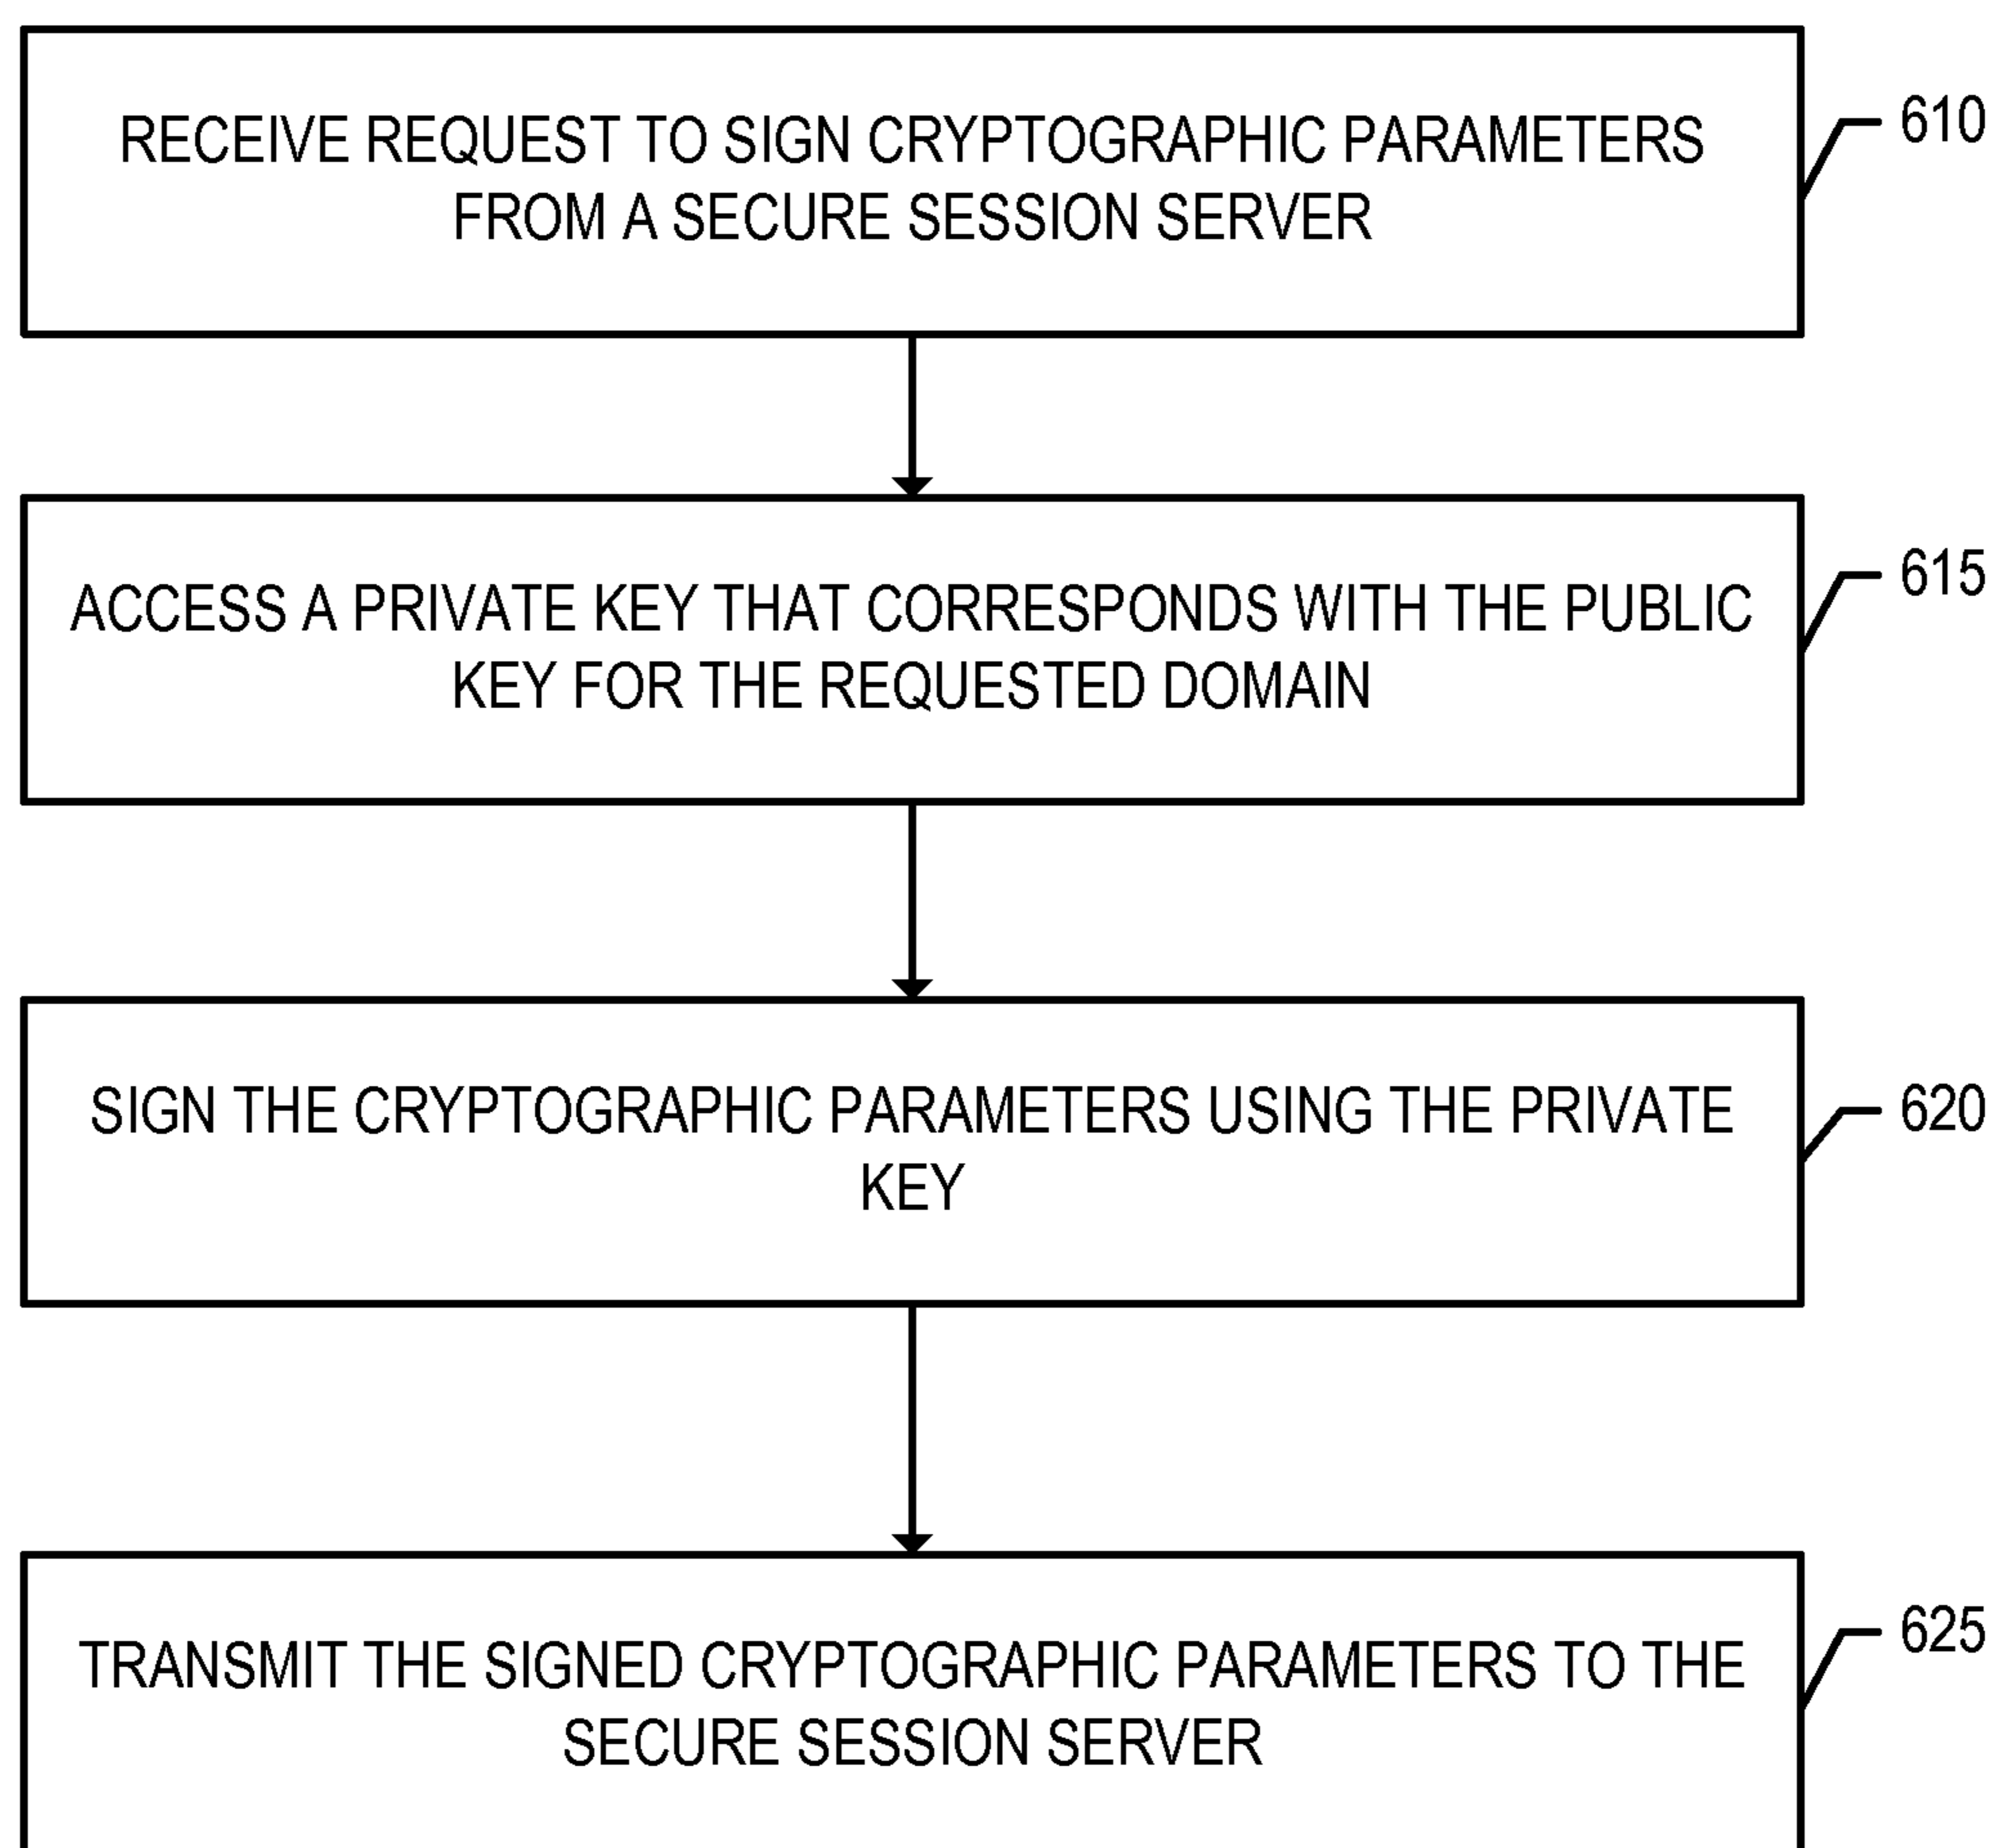 RECEIVE REQUEST TO SIGN CRYPTOGRAPHIC PARAMETERS
FROM A SECURE SESSION SERVER
610
ACCESS A PRIVATE KEY THAT CORRESPONDS WITH THE PUBLIC
KEY FOR THE REQUESTED DOMAIN
615
SIGN THE CRYPTOGRAPHIC PARAMETERS USING THE PRIVATE
KEY
620
TRANSMIT THE SIGNED CRYPTOGRAPHIC PARAMETERS TO THE
SECURE SESSION SERVER
625